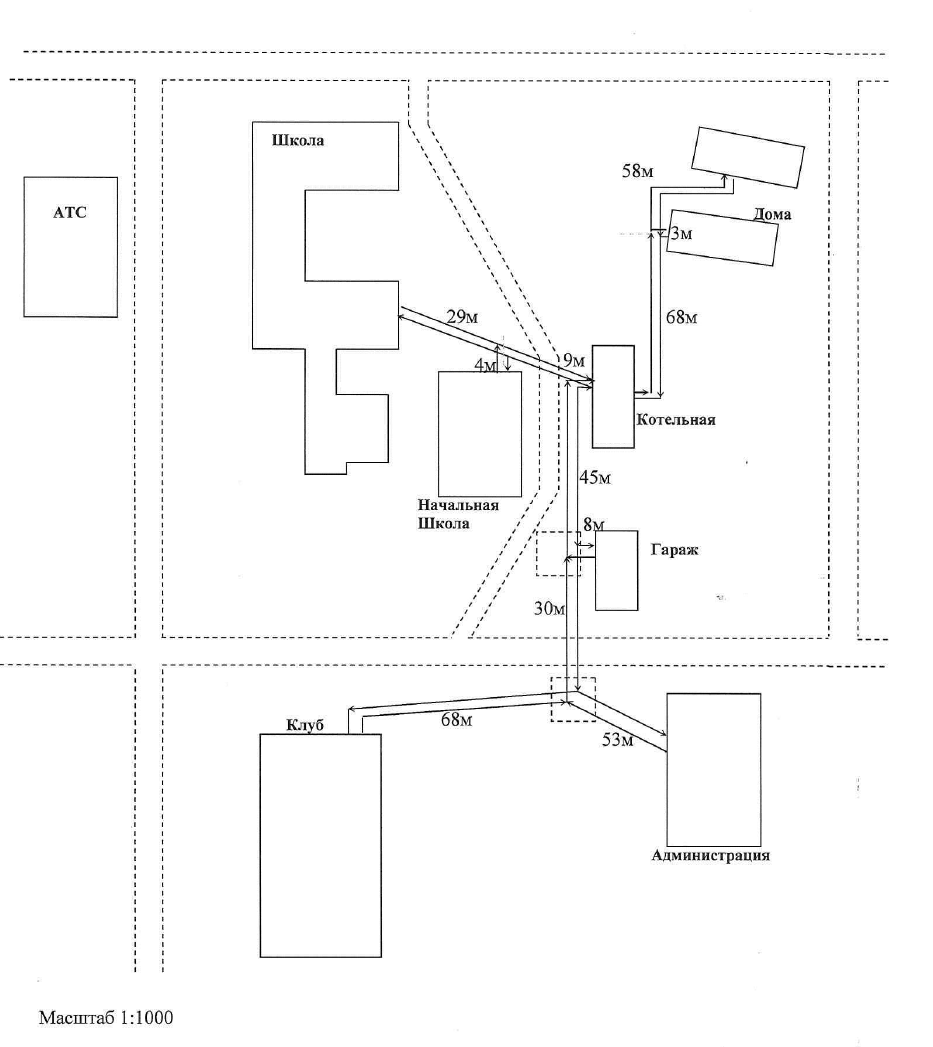 Школа
58м
АТС
Дома
3м
29м
68м
4м
9м
Котельная
45м
Начальная
Школа
8м
Гараж
30м
Клуб
68м
53м
Администрация
Масштаб 1:1000